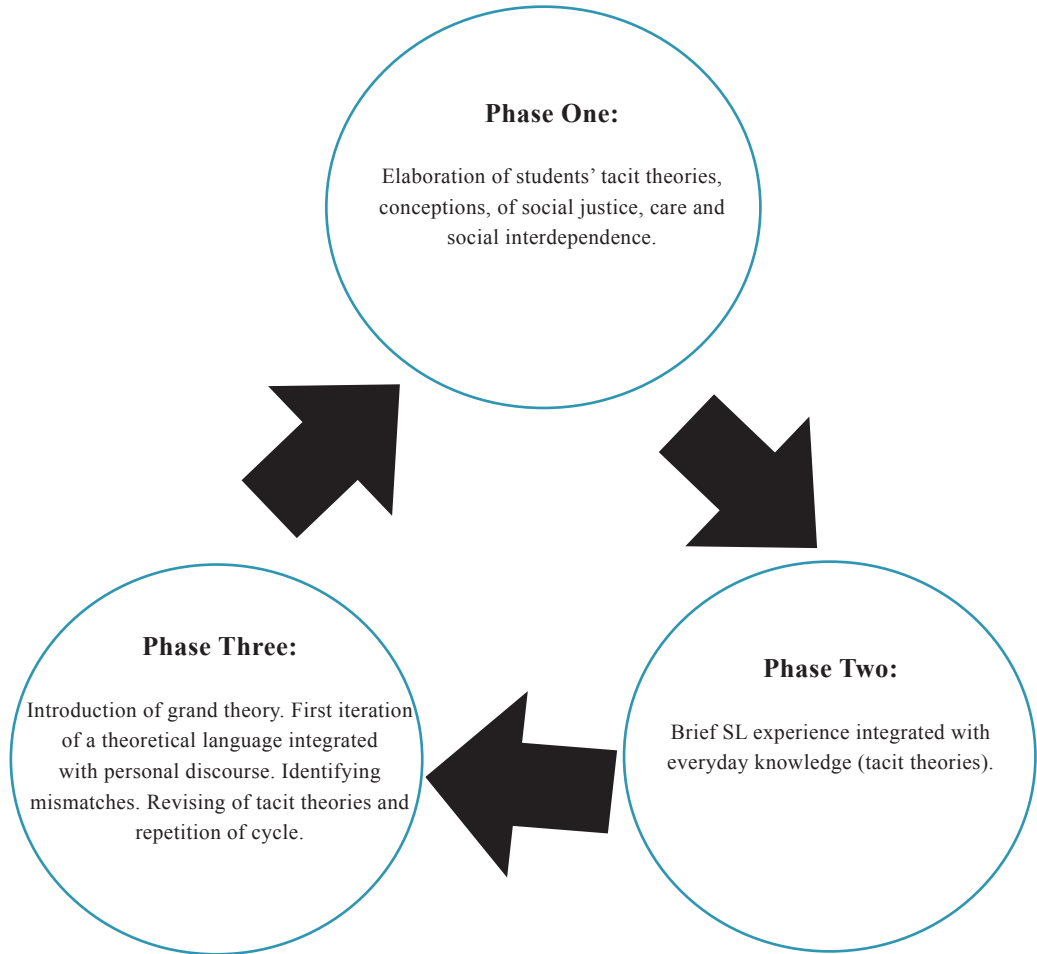 Phase One:
Elaboration of students’ tacit theories,
conceptions, of social justice, care and
social interdependence.
Phase Two:
Brief SL experience integrated with
everyday knowledge (tacit theories).
Phase Three:
Introduction of grand theory. First iteration
of a theoretical language integrated
with personal discourse. Identifying
mismatches. Revising of tacit theories and
repetition of cycle.